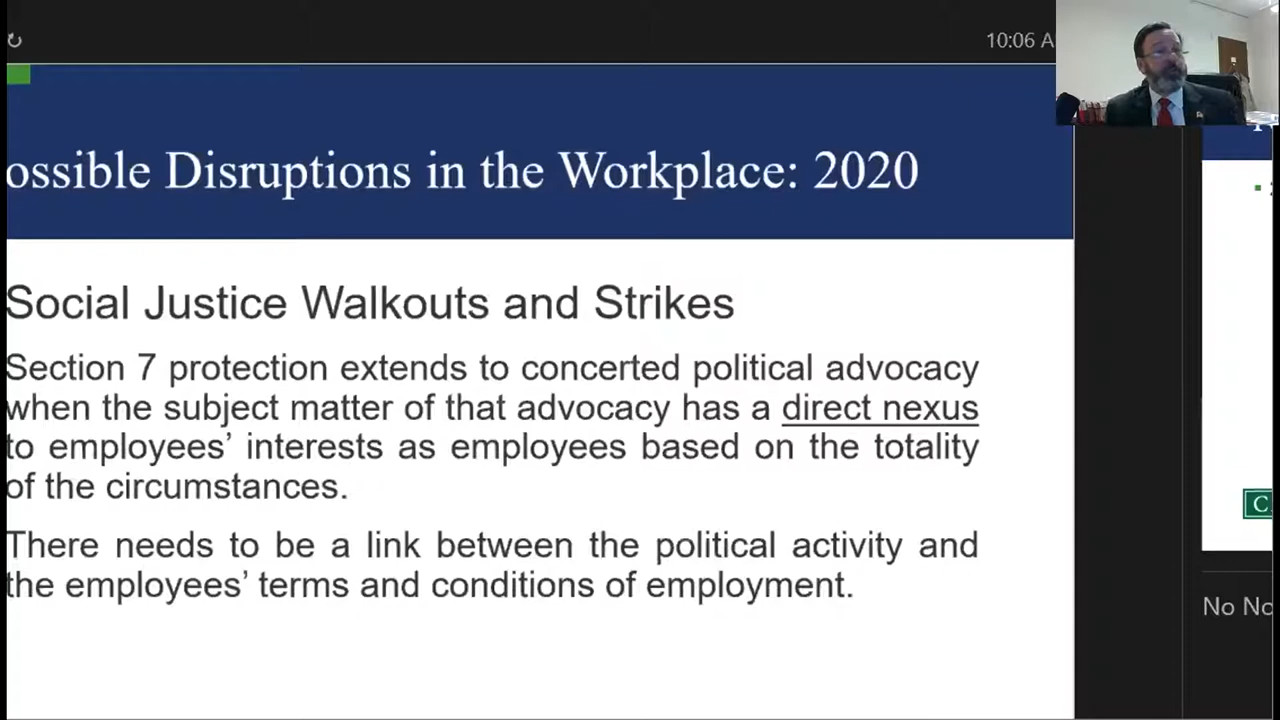 10:06 A
ossible Disruptions in the Workplace: 2020
Social Justice Walkouts and Strikes
Section 7 protection extends to concerted political advocacy
when the subject matter of that advocacy has a direct nexus
to employees’ interests as employees based on the totality
of the circumstances.
There needs to be a link between the political activity and
the employees’ terms and conditions of employment.
C
No No